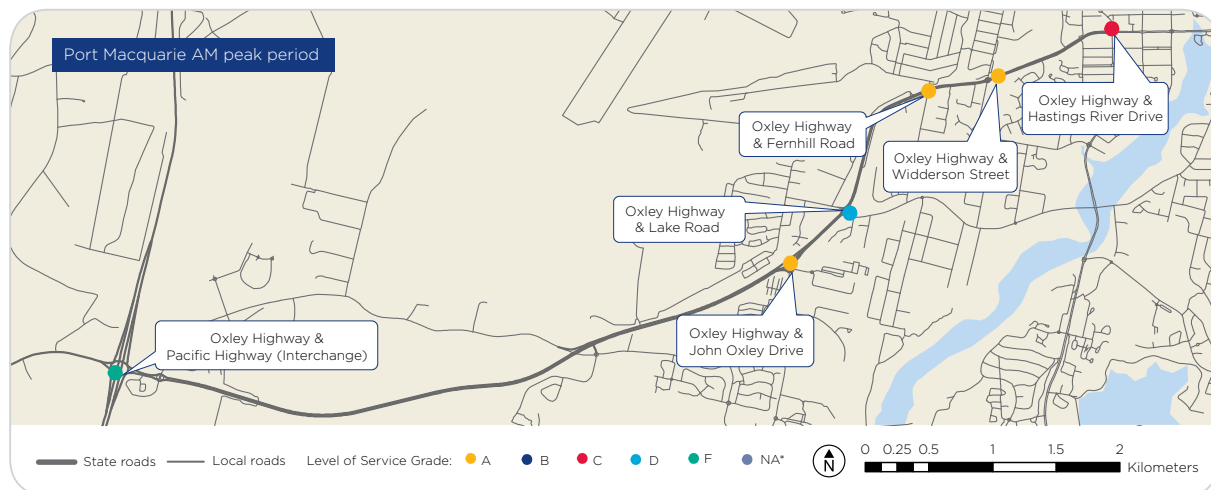 Port Macquarie AM peak period
Oxley Highway &
Hastings River Drive
Oxley Highway
& Fernhill Road
Oxley Highway &
Widderson Street
Oxley Highway
& Lake Road
Oxley Highway &
John Oxley Drive
Oxley Highway &
Pacific Highway (Interchange)
State roads
Local roads
Level of Service Grade:
A
B
C
D
F
NA*
N
0 0.25 0.5 1 1.5 2
Kilometers